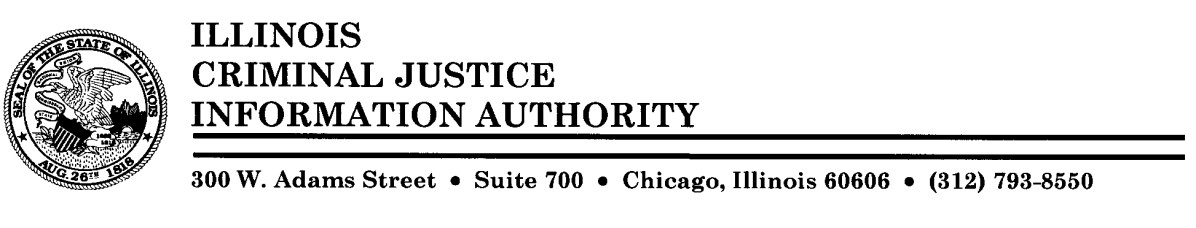 SEAL OF THE STATE OF ILLINOIS
AUG. 26TH 1818
ILLINOIS
CRIMINAL JUSTICE
INFORMATION AUTHORITY
300 W. Adams Street • Suite 700 • Chicago, Illinois 60606 • (312) 793-8550